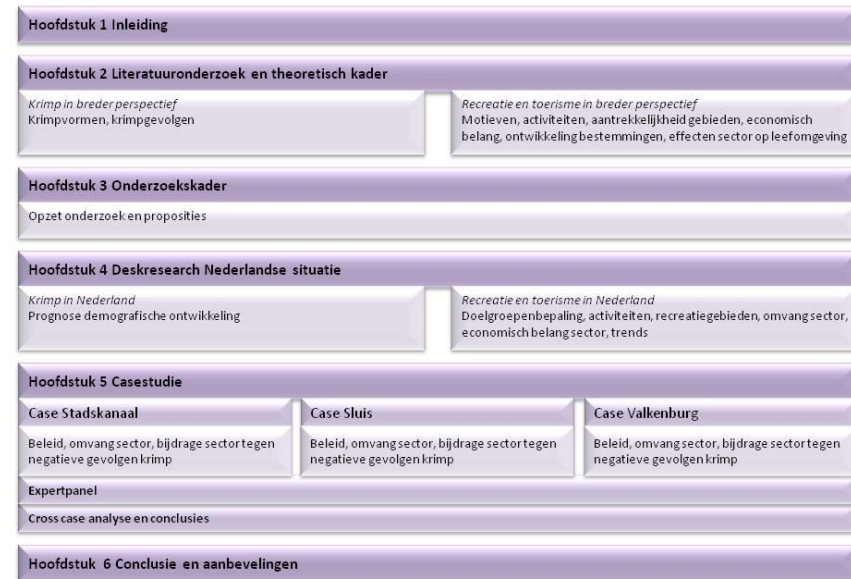 Hoofdstuk 1 Inleiding
Hoofdstuk 2 Literatuuronderzoek en theoretisch kader
Krimp in breder perspectief
Krimpvormen, krimpgevolgen
Recreatie en toerisme in breder perspectief
Motieven, activiteiten, aantrekkelijkheid gebieden, economisch
belang, ontwikkeling bestemmingen, effecten sector op leefomgeving
Hoofdstuk 3 Onderzoekskader
Opzet onderzoek en proposities
Hoofdstuk 4 Deskresearch Nederlandse situatie
Krimp in Nederland
Prognose demografische ontwikkeling
Recreatie en toerisme in Nederland
Doelgroepenbepaling, activiteiten, recreatiegebieden, omvang sector,
economisch belang sector, trends
Hoofdstuk 5 Casestudie
Case Stadskanaal
Beleid, omvang sector, bijdrage sector tegen
negatieve gevolgen krimp
Case Sluis
Beleid, omvang sector, bijdrage sector tegen
negatieve gevolgen krimp
Case Valkenburg
Beleid, omvang sector, bijdrage sector tegen
negatieve gevolgen krimp
Expertpanel
Cross case analyse en conclusies
Hoofdstuk 6 Conclusie en aanbevelingen